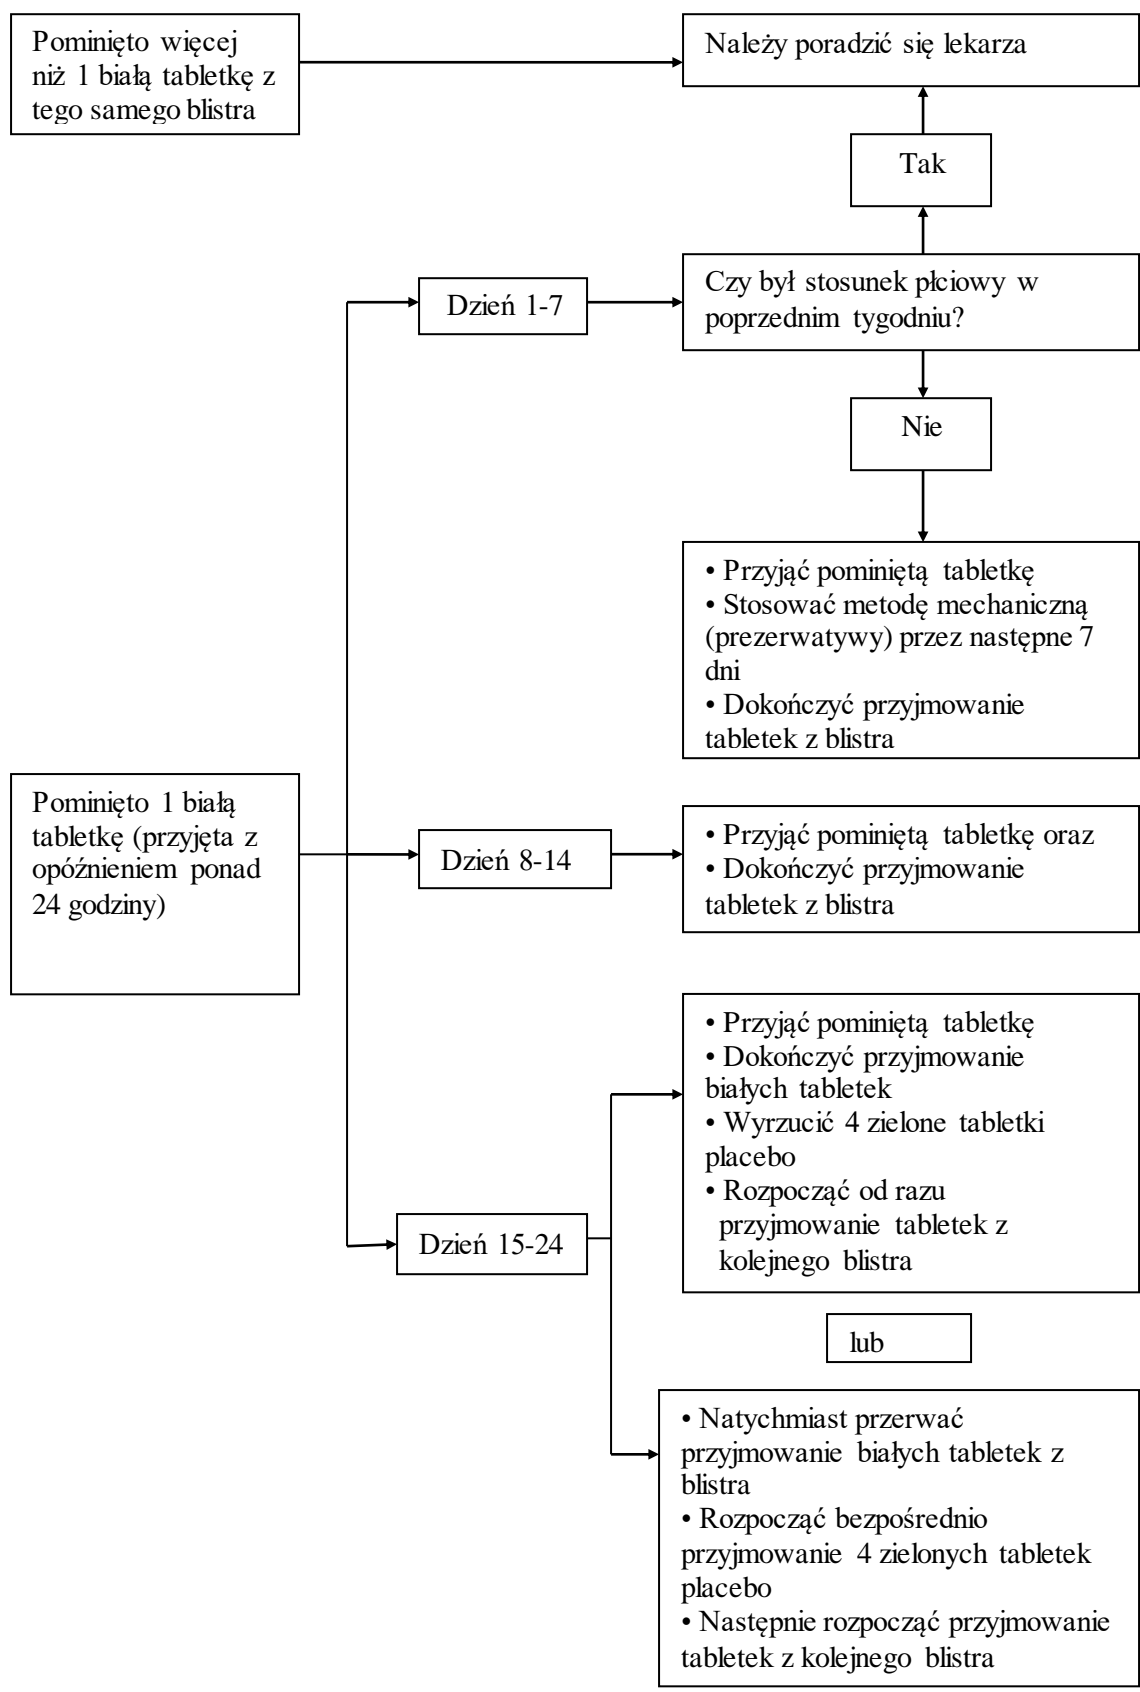 Pominięto więcej
niż 1 białą tabletkę z
tego samego blistra
Należy poradzić się lekarza
Tak
Czy był stosunek płciowy w
poprzednim tygodniu?
Dzień 1-7
Nie
• Przyjąć pominiętą tabletkę
• Stosować metodę mechaniczną
(prezerwatywy) przez następne 7
dni
• Dokończyć przyjmowanie
tabletek z blistra
Pominięto 1 białą
tabletkę (przyjęta z
opóźnieniem ponad
24 godziny)
Dzień 8-14
• Przyjąć pominiętą tabletkę oraz
• Dokończyć przyjmowanie
tabletek z blistra
• Przyjąć pominiętą tabletkę
• Dokończyć przyjmowanie
białych tabletek
• Wyrzucić 4 zielone tabletki
placebo
• Rozpocząć od razu
przyjmowanie tabletek z
kolejnego blistra
Dzień 15-24
lub
• Natychmiast przerwać
przyjmowanie białych tabletek z
blistra
• Rozpocząć bezpośrednio
przyjmowanie 4 zielonych tabletek
placebo
• Następnie rozpocząć przyjmowanie
tabletek z kolejnego blistra